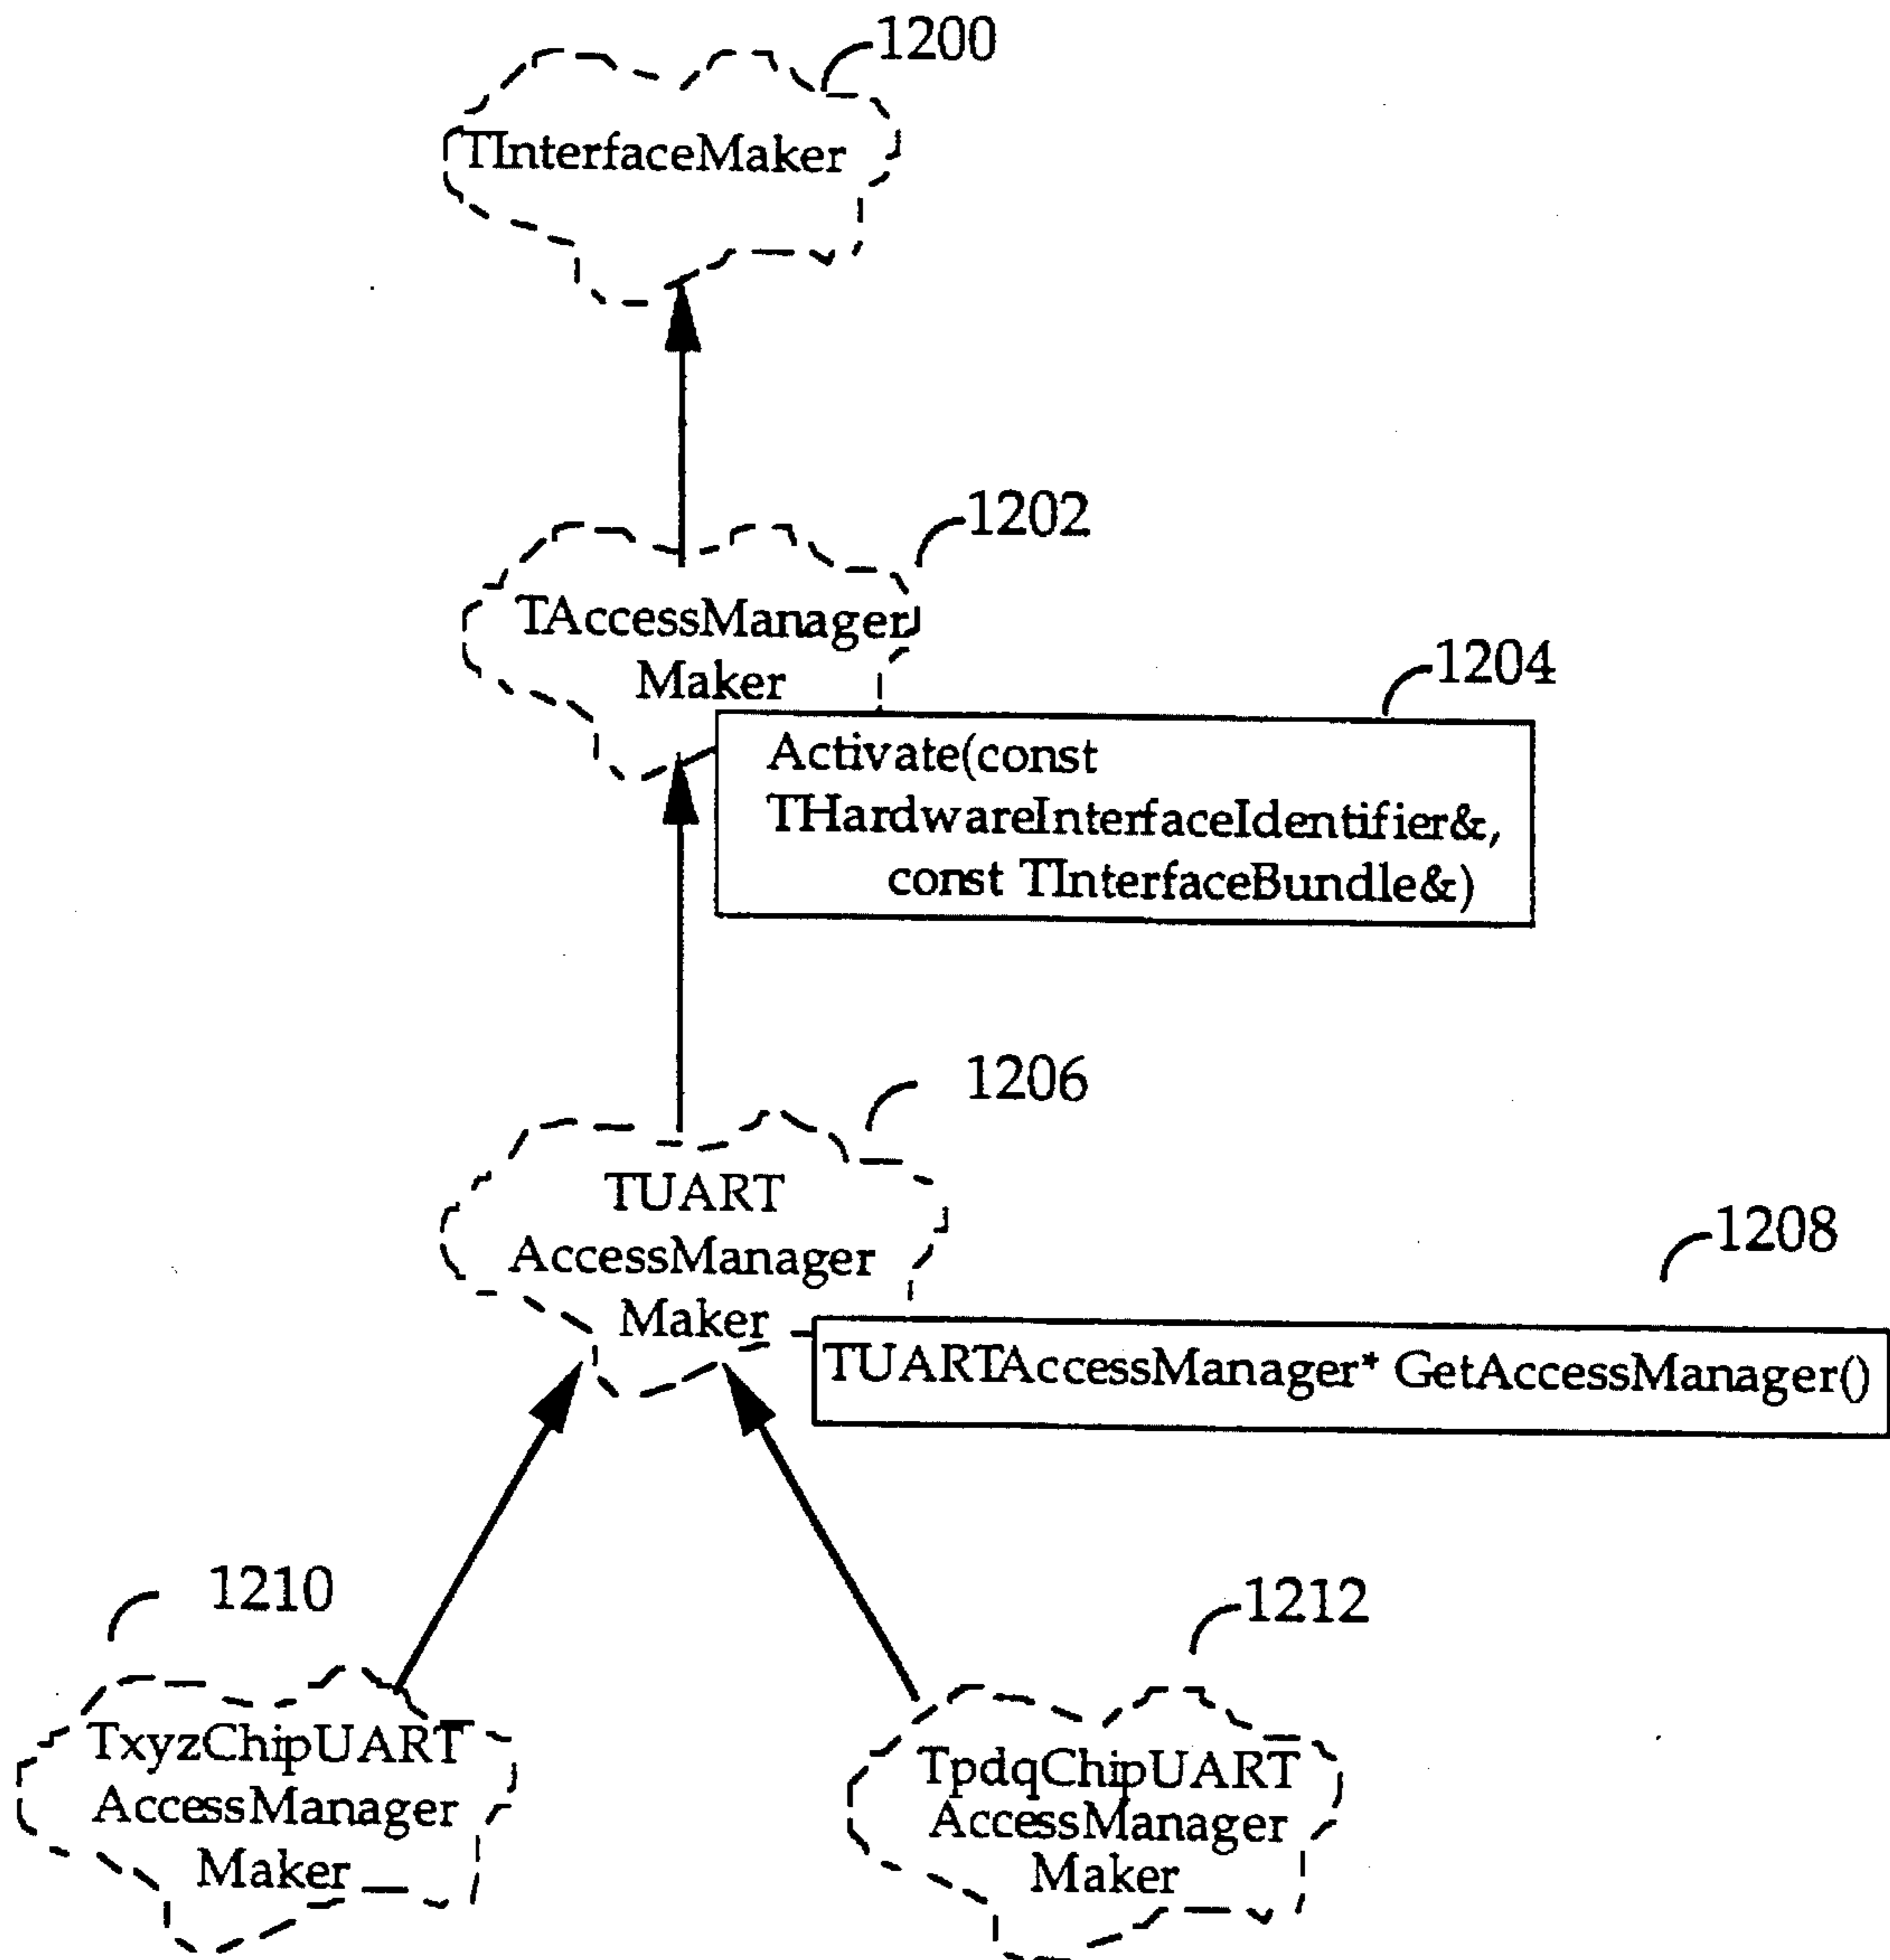 1200
TInterfaceMaker
1202
TAccessManager
Maker
1204
Activate(const
THardwareInterfaceIdentifier&,
const TInterfaceBundle&)
1206
TUART
AccessManager
Maker
1208
TUARTAccessManager* GetAccessManager()
1210
TxyzChipUART
AccessManager
Maker
1212
TpdqChipUART
AccessManager
Maker